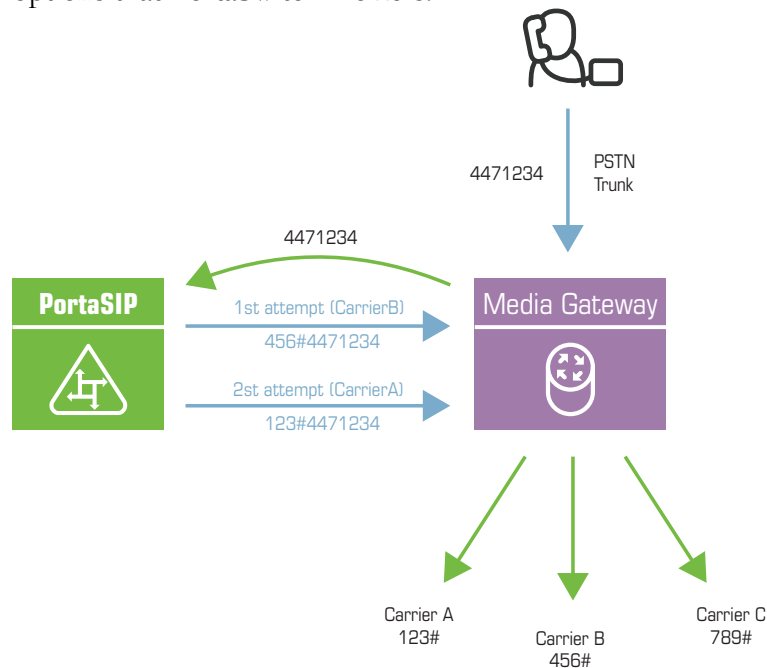 4471234
PSTN
Trunk
4471234
PortaSIP
1st attempt (CarrierB)
456#4471234
2st attempt (CarrierA)
123#4471234
Media Gateway
Carrier A
123#
Carrier B
456#
Carrier C
789#